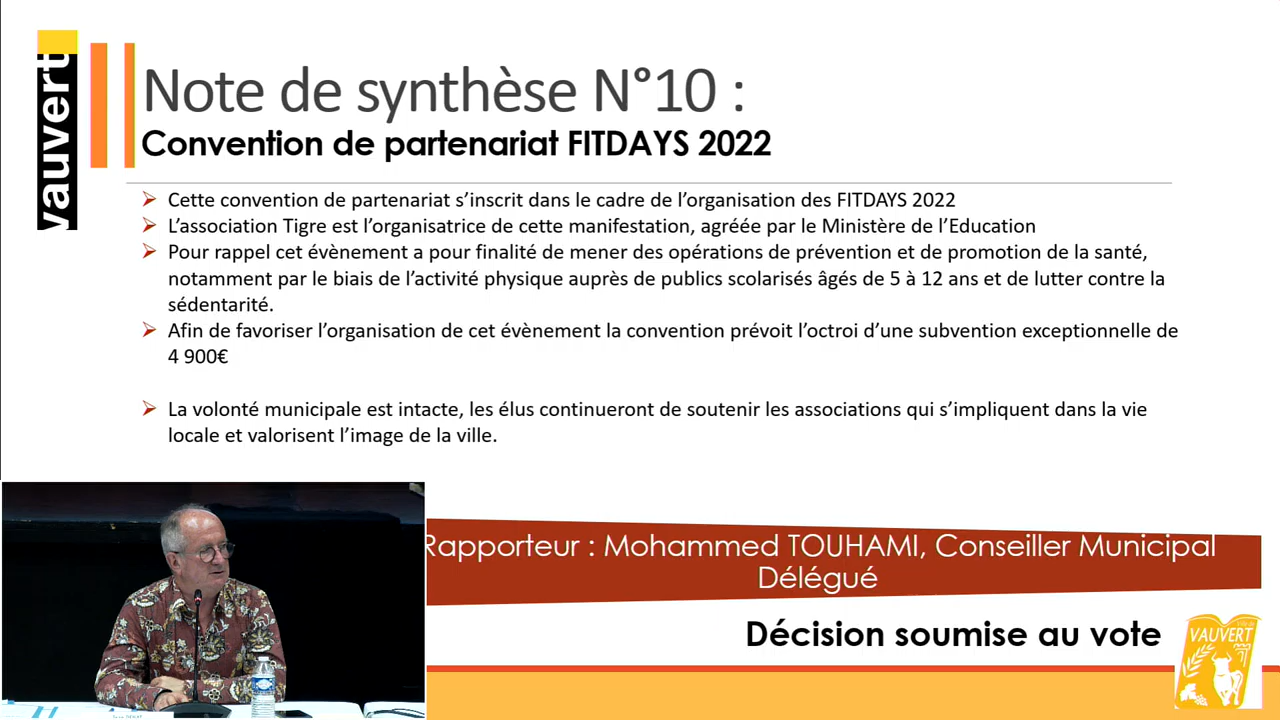 vauvert
Note de synthèse N°10 :
Convention de partenariat FITDAYS 2022
Cette convention de partenariat s’inscrit dans le cadre de l’organisation des FITDAYS 2022
L’association Tigre est l’organisatrice de cette manifestation, agréée par le Ministère de l’Education
Pour rappel cet évènement a pour finalité de mener des opérations de prévention et de promotion de la santé,
notamment par le biais de l’activité physique auprès de publics scolarisés âgés de 5 à 12 ans et de lutter contre la
sédentarité.
Afin de favoriser l’organisation de cet évènement la convention prévoit l’octroi d’une subvention exceptionnelle de
4 900€
La volonté municipale est intacte, les élus continueront de soutenir les associations qui s’impliquent dans la vie
locale et valorisent l’image de la ville.
Rapporteur : Mohammed TOUHAMI, Conseiller Municipal
Délégué
Décision soumise au vote
VAUVERT